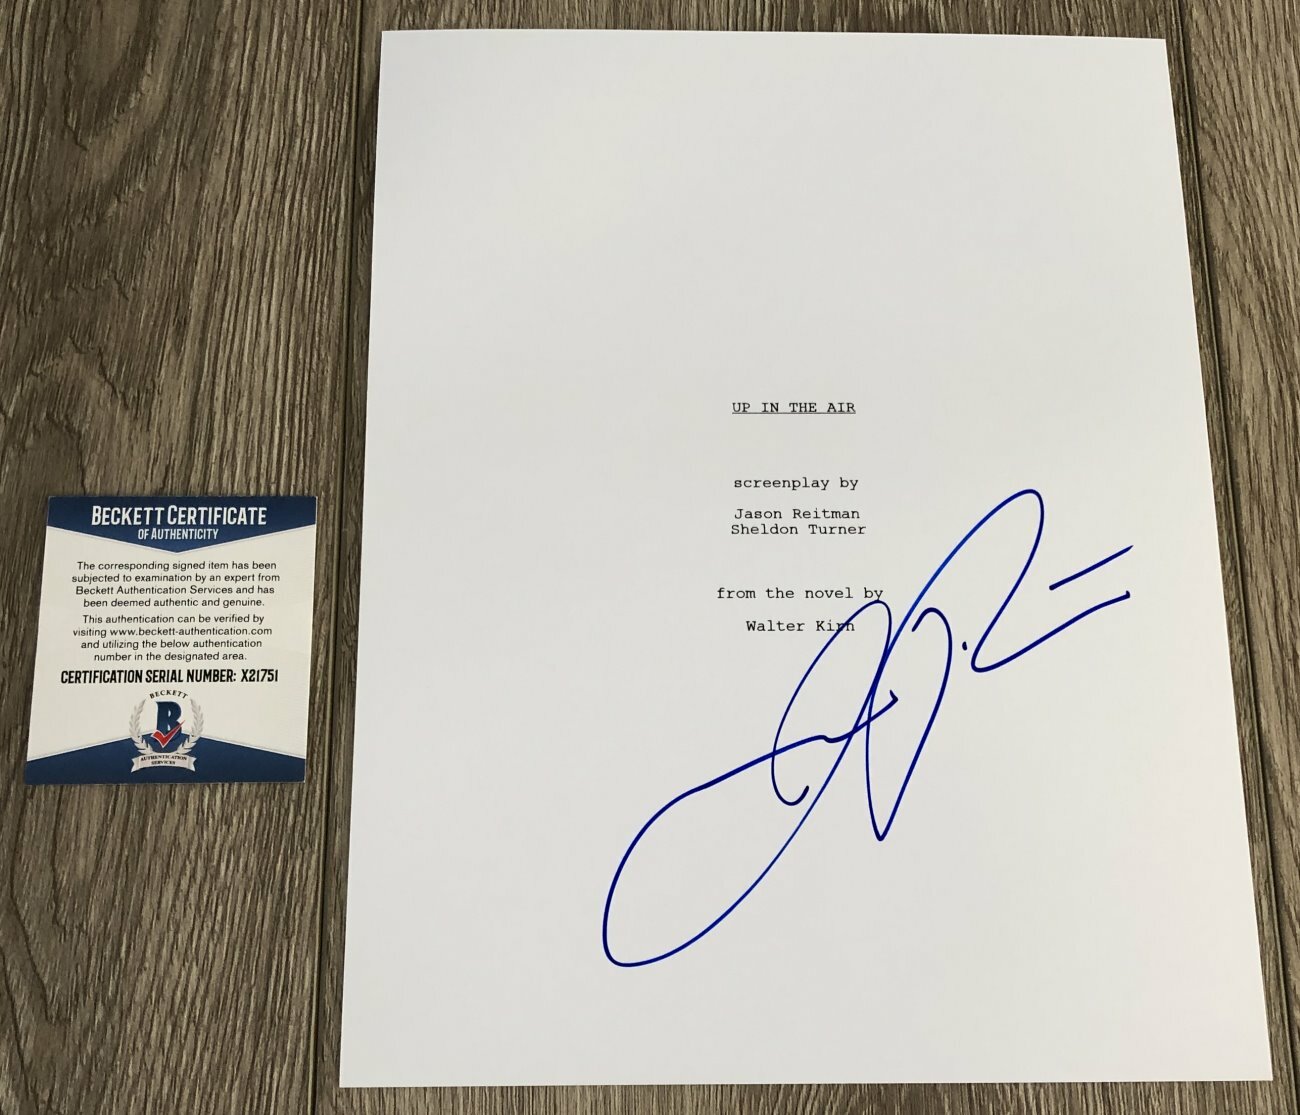 BECKETT CERTIFICATE
OF AUTHENTICITY
The corresponding signed item has been
subjected to examination by an expert from
Beckett Authentication Services and has
been deemed authentic and genuine.
This authentication can be verified by
visiting www.beckett-authentication.com
and utilizing the below authentication
number in the designated area.
CERTIFICATION SERIAL NUMBER: X21751
BECKETT
B
AUTHENTICATION
SERVICES
UP IN THE AIR
screenplay by
Jason Reitman
Sheldon Turner
from the novel by
Walter Kirn